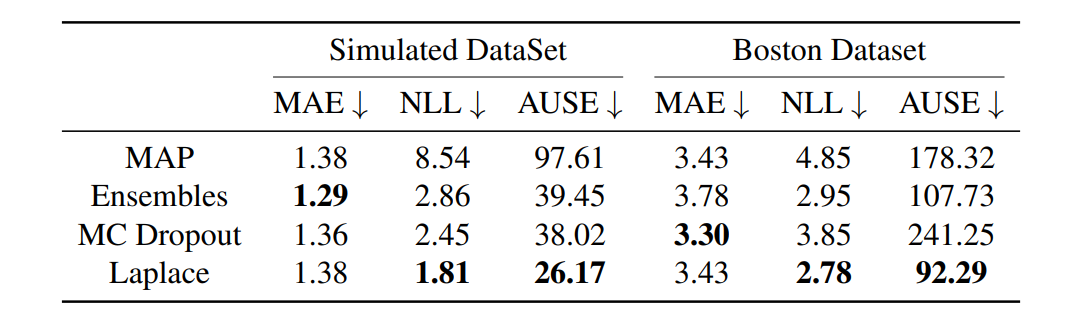 Simulated DataSet Boston Dataset
MAE ↓ NLL ↓ AUSE ↓ MAE ↓ NLL ↓ AUSE ↓
MAP 1.38 8.54 97.61 3.43 4.85 178.32
Ensembles 1.29 2.86 39.45 3.78 2.95 107.73
MC Dropout 1.36 2.45 38.02 3.30 3.85 241.25
Laplace 1.38 1.81 26.17 3.43 2.78 92.29